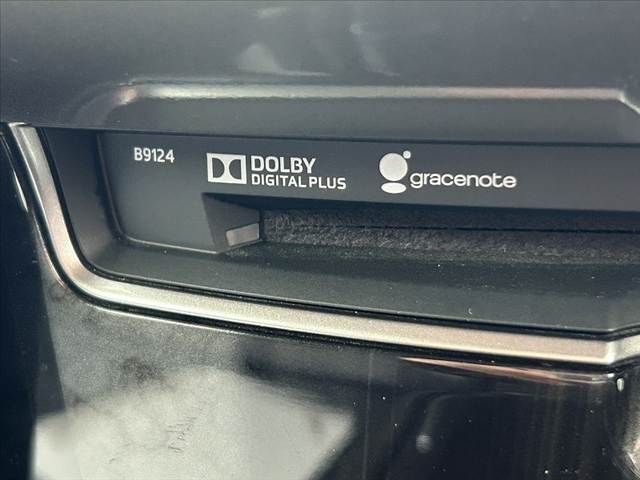 B9124
DOLBY
DIGITAL PLUS
gracenote